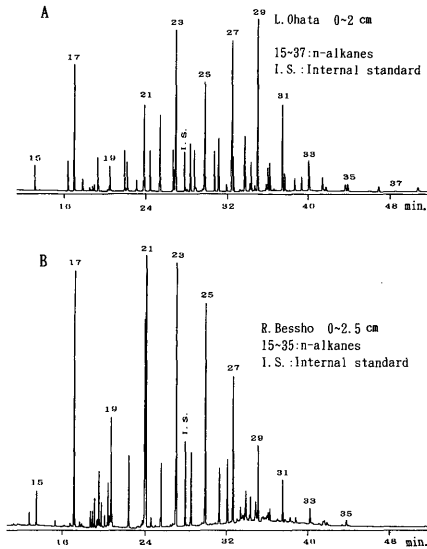 A
L.Ohata 0~2 cm
15~37:n-alkanes
I.S.:Internal standard
15
17
19
21
23
I.S.
25
27
29
31
33
35
37
16
24
32
40
48 min.
B
R.Bessho 0~2.5 cm
15~35:n-alkanes
I.S.:Internal standard
15
17
19
21
23
I.S.
25
27
29
31
33
35
16
24
32
40
48 min.